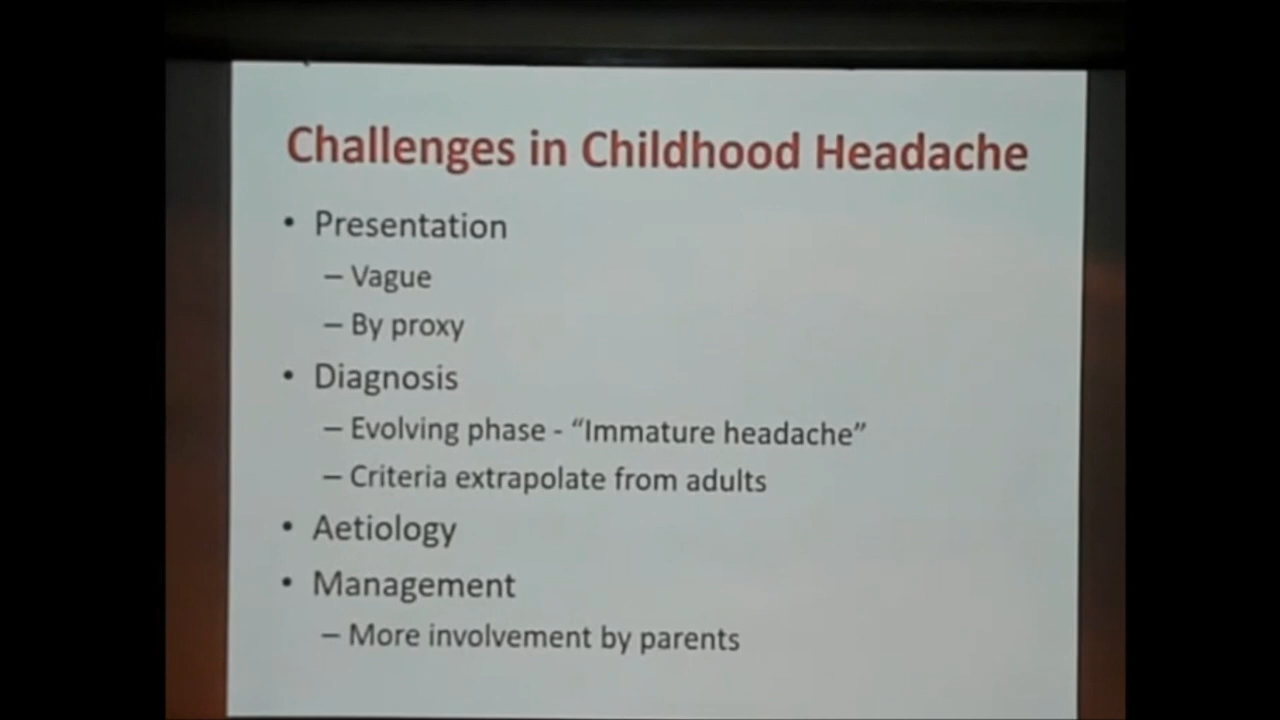 Challenges in Childhood Headache
• Presentation
– Vague
– By proxy
• Diagnosis
– Evolving phase - “Immature headache”
– Criteria extrapolate from adults
• Aetiology
• Management
– More involvement by parents